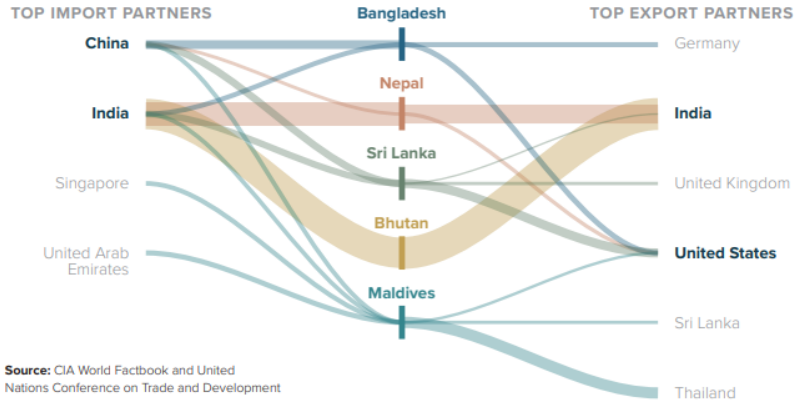 TOP IMPORT PARTNERS
Bangladesh
TOP EXPORT PARTNERS
China
Germany
Nepal
India
India
Sri Lanka
Singapore
United Kingdom
Bhutan
United Arab
Emirates
United States
Maldives
Sri Lanka
Source: CIA World Factbook and United
Nations Conference on Trade and Development
Thailand